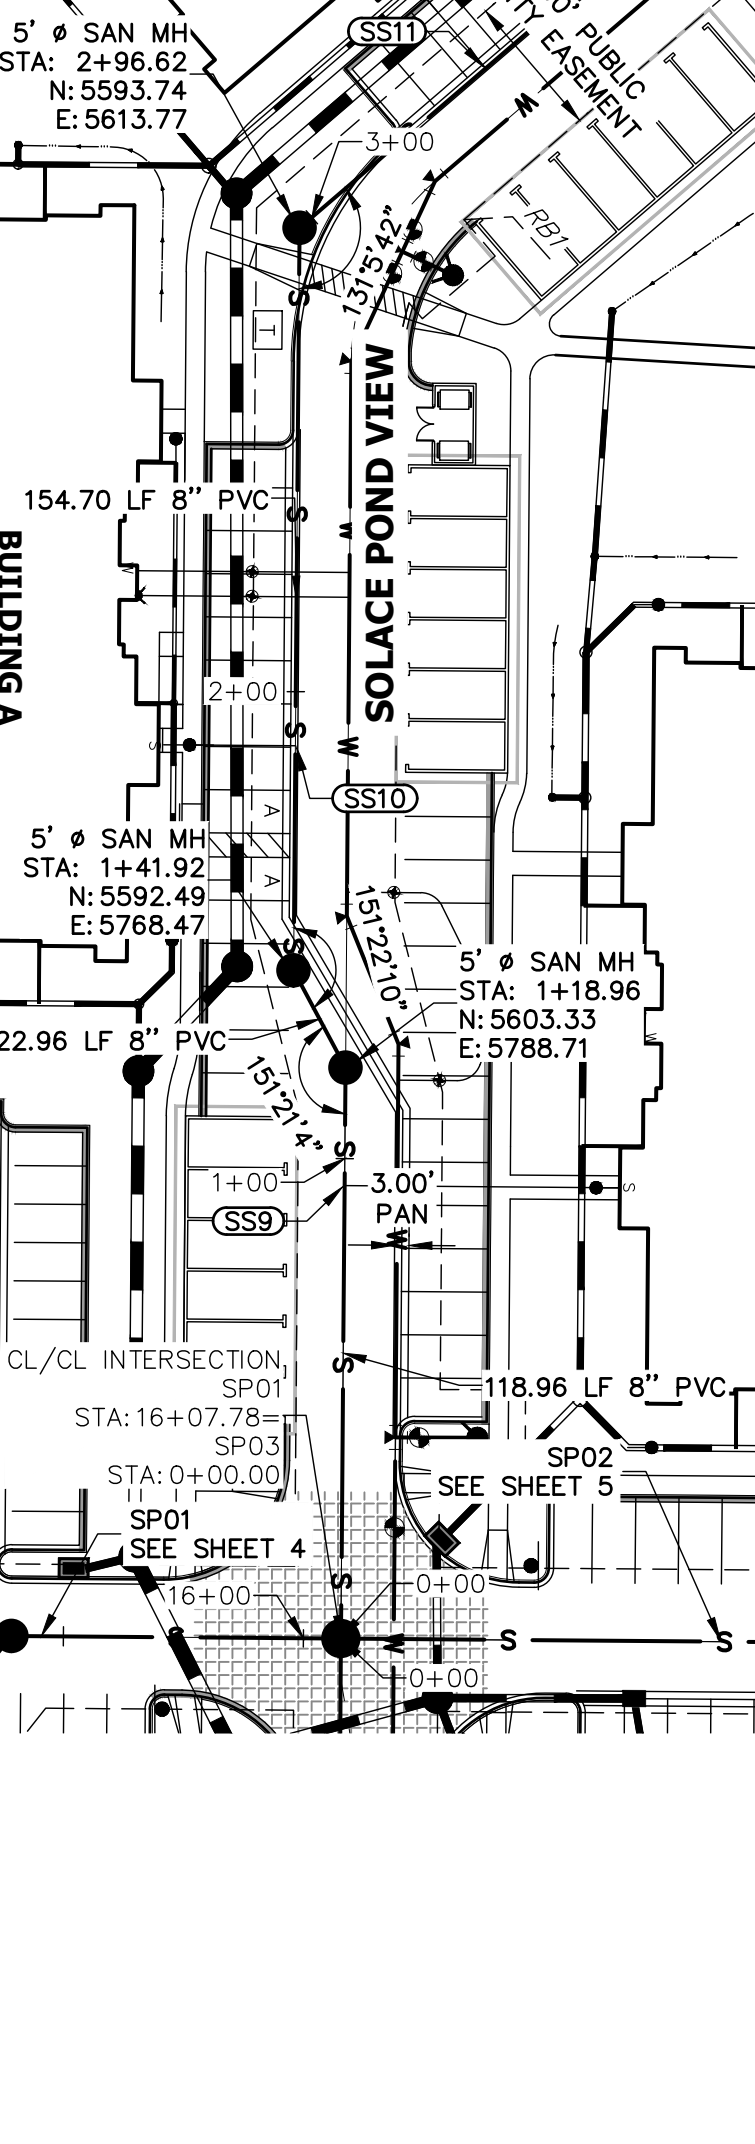 SS11
5' ø SAN MH
STA: 2+96.62
N: 5593.74
E: 5613.77
PUBLIC
EASEMENT
3+00
RB1
131°5'42"
S
T
W
SOLACE POND VIEW
154.70 LF 8" PVC
BUILDING A
S
W
W
2+00
S
W
S
SS10
A
A
5' ø SAN MH
STA: 1+41.92
N: 5592.49
E: 5768.47
151°22'10"
S
5' ø SAN MH
STA: 1+18.96
N: 5603.33
E: 5788.71
W
22.96 LF 8" PVC
151°21'4"
S
1+00
3.00'
PAN
S
SS9
W
CL/CL INTERSECTION
SP01
STA: 16+07.78=
SP03
STA: 0+00.00
S
118.96 LF 8" PVC
SP02
SEE SHEET 5
SP01
SEE SHEET 4
16+00
S
0+00
S
W
S
S
0+00